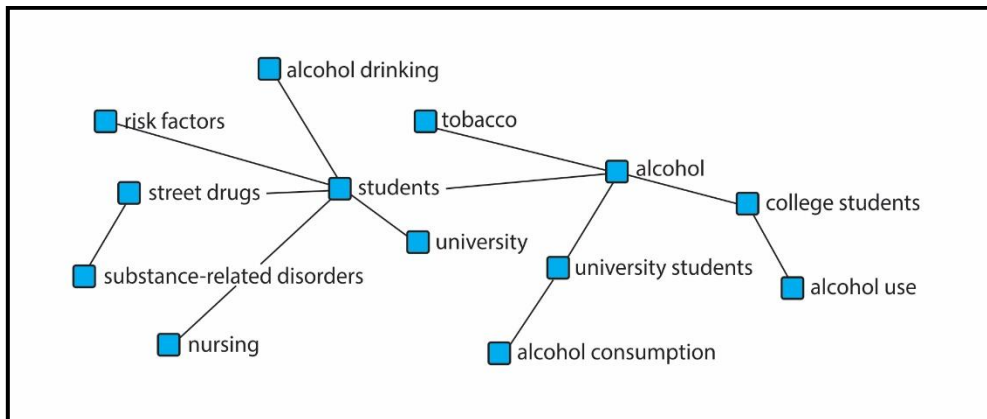 alcohol drinking
risk factors
tobacco
alcohol
street drugs
students
college students
university
university students
substance-related disorders
alcohol use
nursing
alcohol consumption